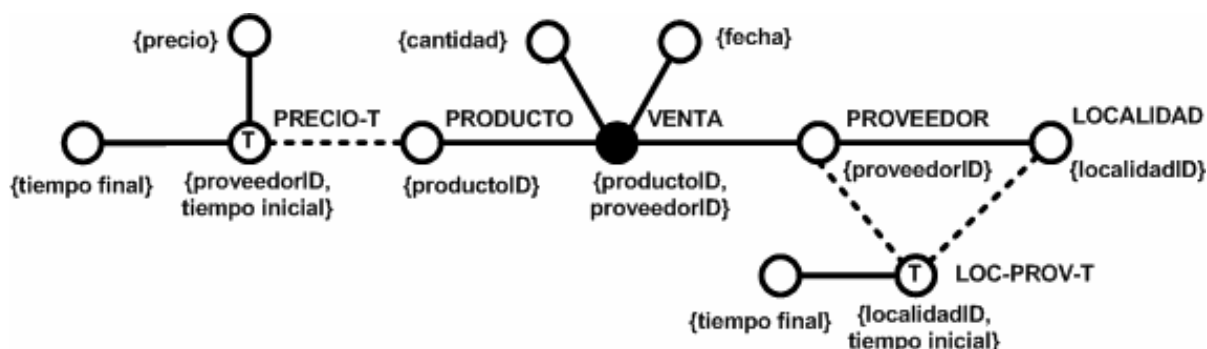 {precio}
{cantidad}
{fecha}
PRECIO-T
PRODUCTO
VENTA
PROVEEDOR
LOCALIDAD
T
{tiempo final}
{proveedorID,
tiempo inicial}
{productoID}
{productoID,
proveedorID}
{proveedorID}
{localidadID}
T
LOC-PROV-T
{tiempo final}
{localidadID,
tiempo inicial}